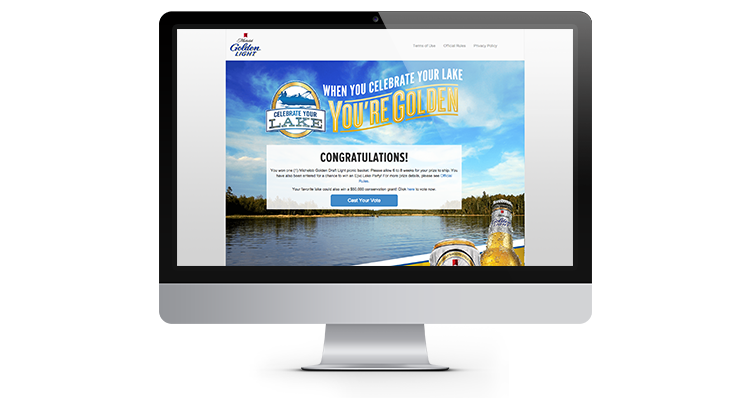 Michelob
Golden
LIGHT
Terms of Use Official Rules Privacy Policy
WHEN YOU CELEBRATE YOUR LAKE
YOU'RE GOLDEN
CELEBRATE YOUR
LAKE
CONGRATULATIONS!
You won one (1) Michelob Golden Draft Light picnic basket. Please allow 6 to 8 weeks for your prize to ship. You
have also been entered for a chance to win an Epic Lake Party! For more prize details, please see Official
Rules.
Your favorite lake could also win a $50,000 conservation grant! Click here to vote now.
Cast Your Vote